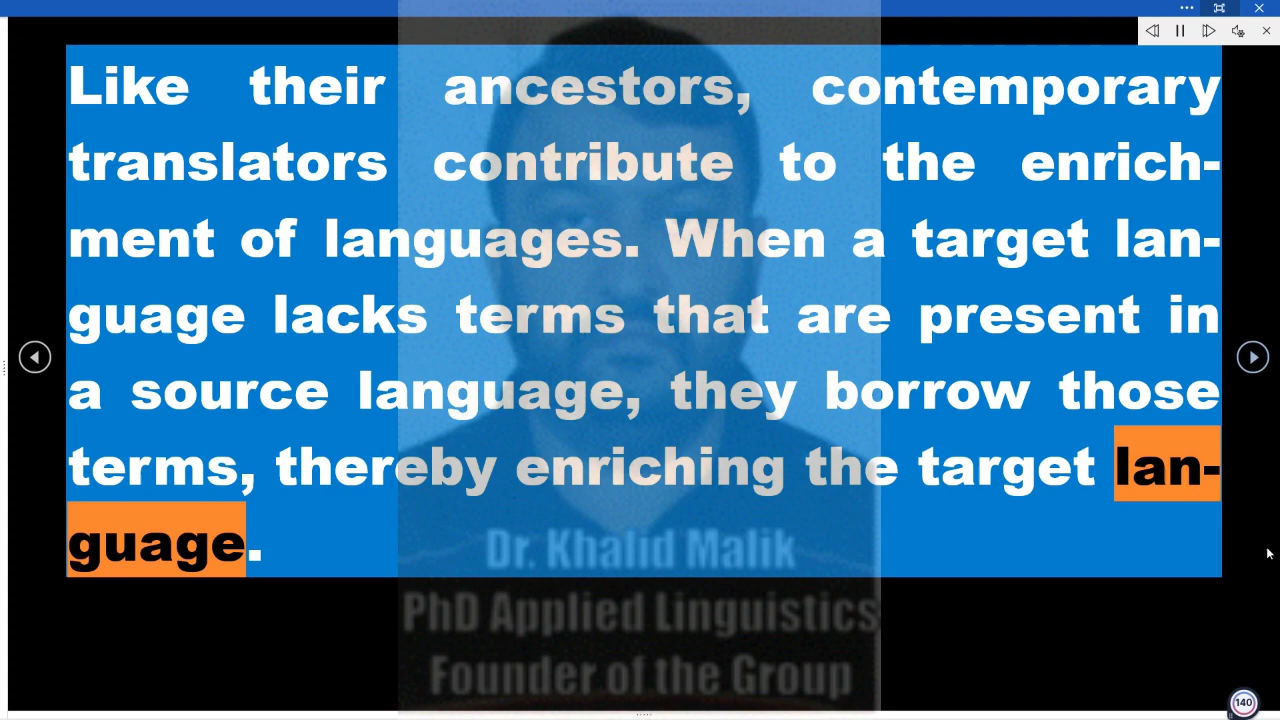 Like their ancestors, contemporary
translators contribute to the enrich-
ment of languages. When a target lan-
guage lacks terms that are present in
a source language, they borrow those
terms, thereby enriching the target lan-
guage.
Dr. Khalid Malik
PhD Applied Linguistics
Founder of the Group
140